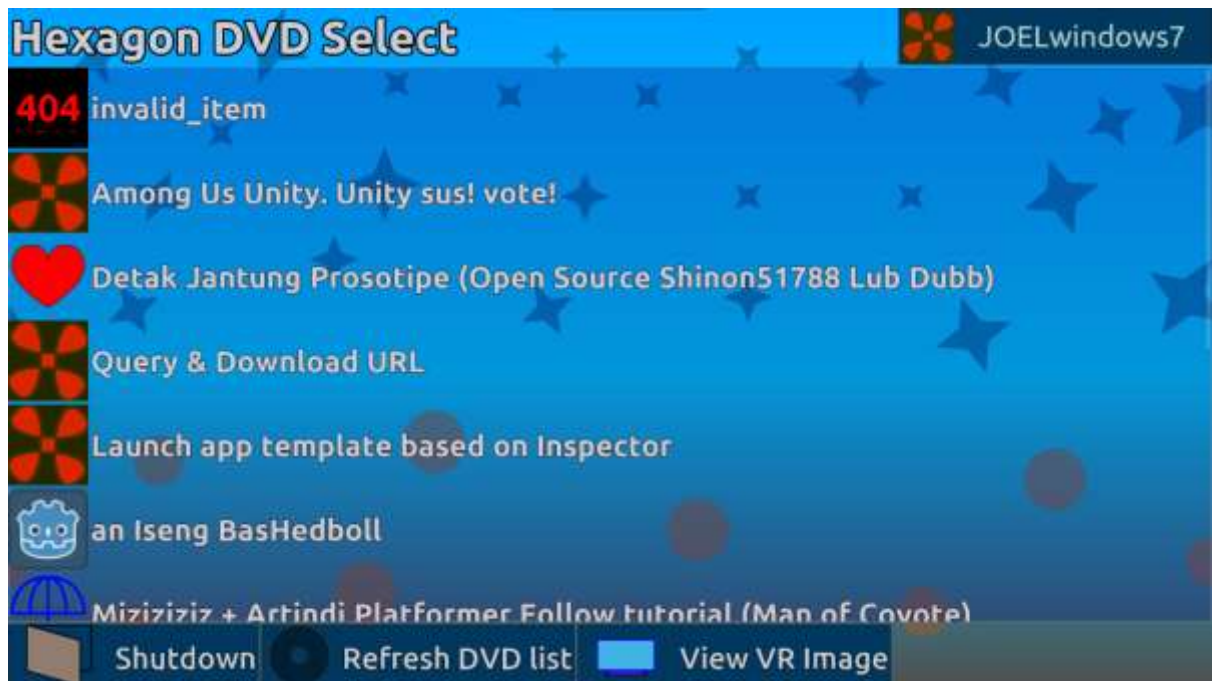 Hexagon DVD Select
JOELwindows7
404
invalid_item
Among Us Unity. Unity sus! vote!
Detak Jantung Prosotipe (Open Source Shinon51788 Lub Dubb)
Query & Download URL
Launch app template based on Inspector
an Iseng BasHedboll
Miziziziz + Artindi Platformer Follow tutorial (Man of Coyote)
Shutdown
Refresh DVD list
View VR Image